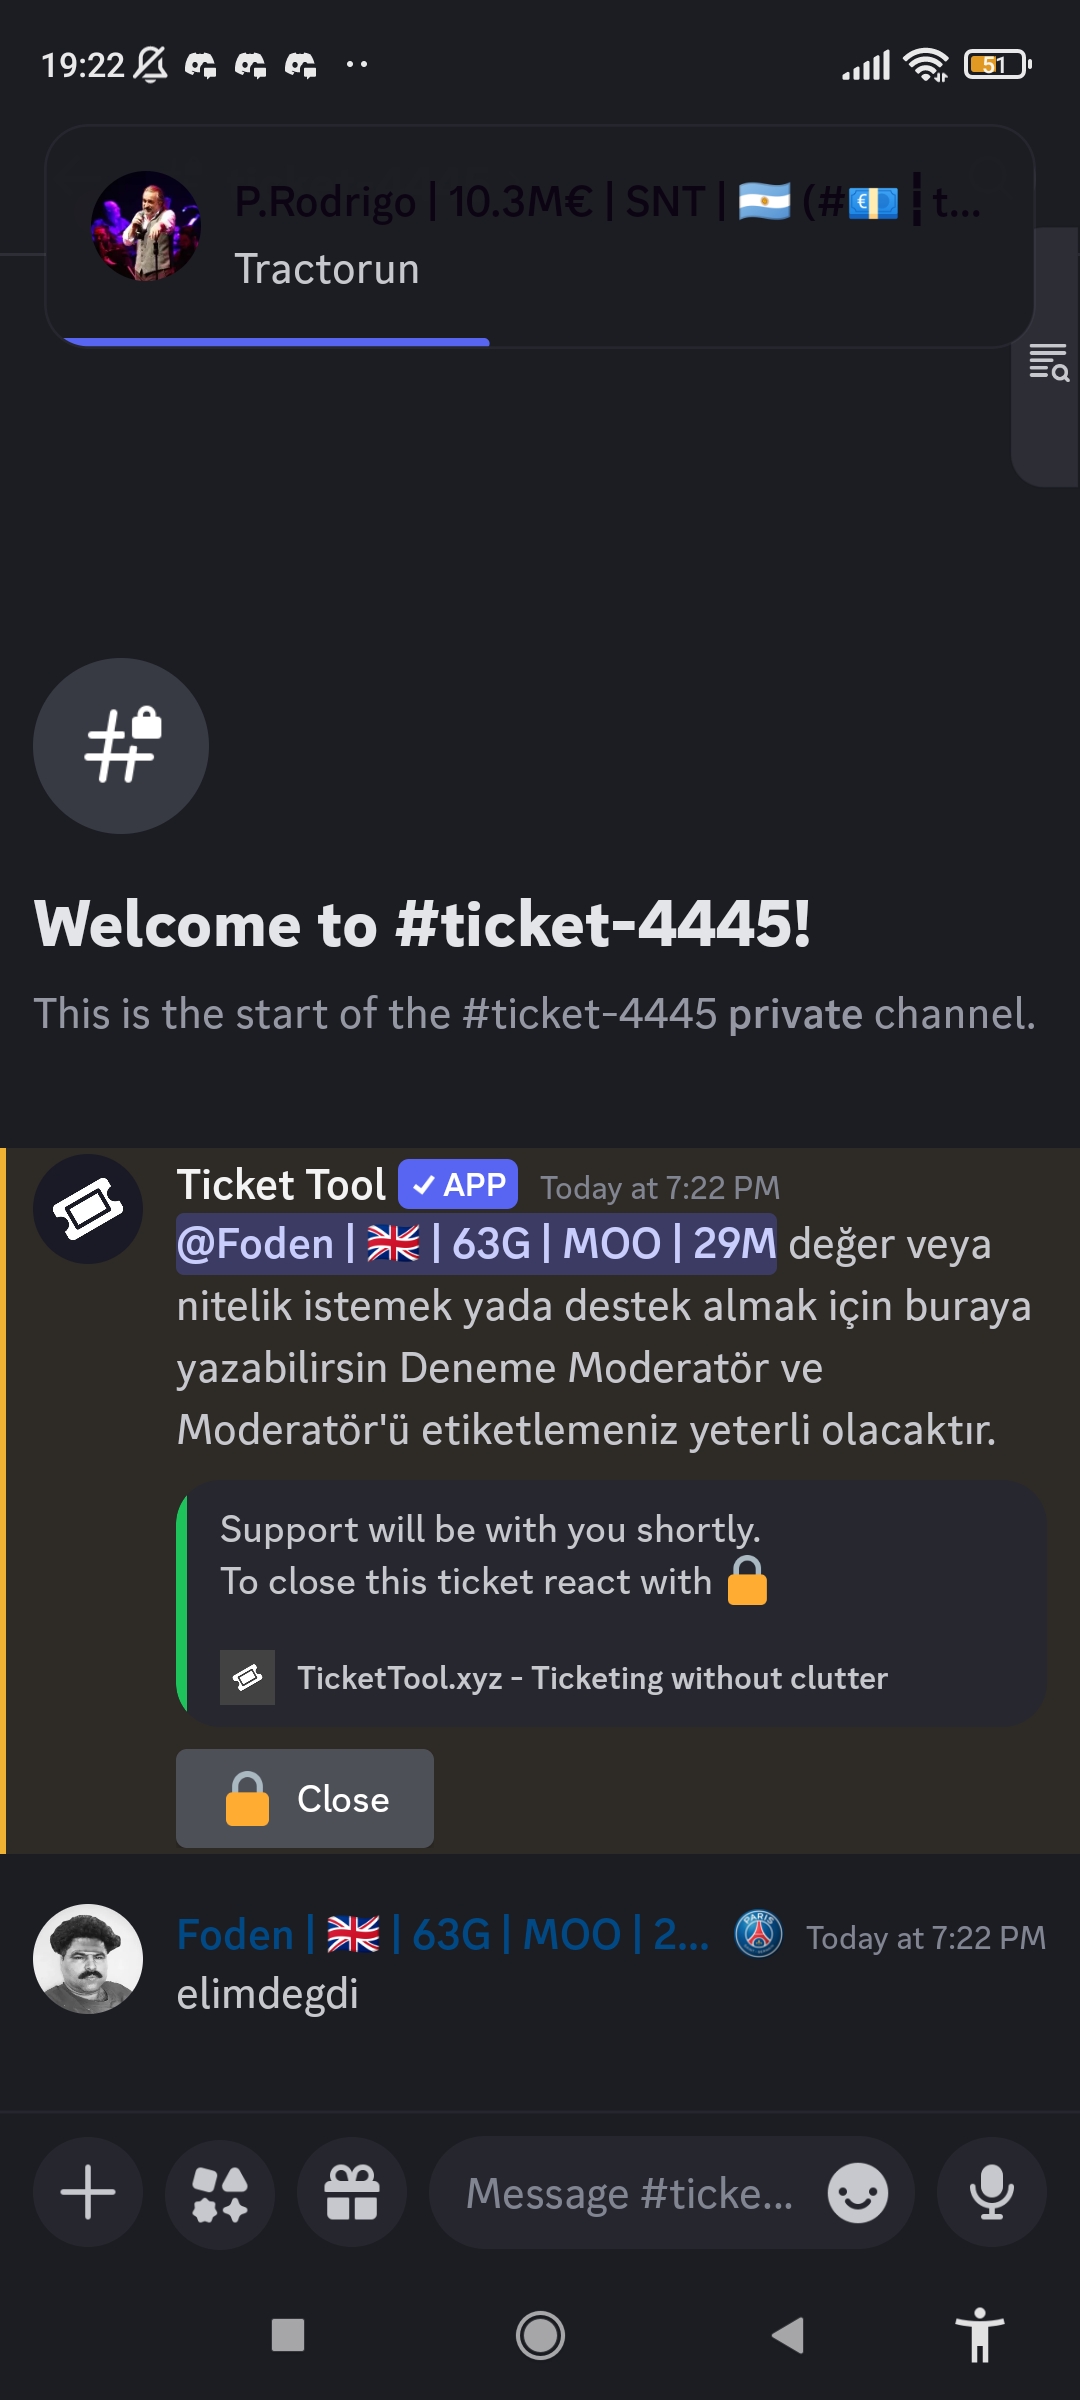 19:22
51
P.Rodrigo | 10.3M€ | SNT | 🇦🇷 (#💶┇t...
Tractorun
Welcome to #ticket-4445!
This is the start of the #ticket-4445 private channel.
Ticket Tool ✓ APP Today at 7:22 PM
@Foden | 🇬🇧 | 63G | MOO | 29M değer veya
nitelik istemek yada destek almak için buraya
yazabilirsin Deneme Moderatör ve
Moderatör'ü etiketlemeniz yeterli olacaktır.
Support will be with you shortly.
To close this ticket react with 🔒
TicketTool.xyz - Ticketing without clutter
🔒 Close
Foden | 🇬🇧 | 63G | MOO | 2... PARIS Today at 7:22 PM
elimdegdi
Message #ticke...